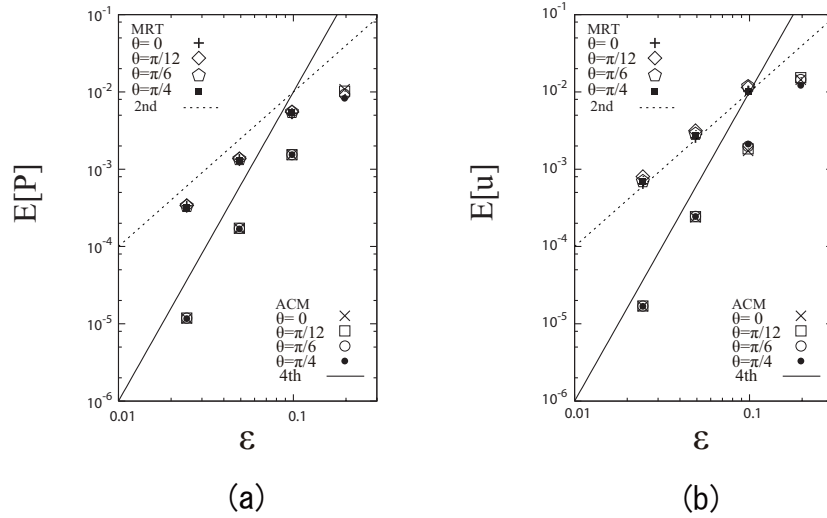 10^-1
10^-2
10^-3
10^-4
10^-5
10^-6
E[P]
MRT
θ= 0
θ=π/12
θ=π/6
θ=π/4
2nd
ACM
θ= 0
θ=π/12
θ=π/6
θ=π/4
4th
0.01
0.1
ε
(a)
10^-1
10^-2
10^-3
10^-4
10^-5
10^-6
E[u]
MRT
θ= 0
θ=π/12
θ=π/6
θ=π/4
2nd
ACM
θ= 0
θ=π/12
θ=π/6
θ=π/4
4th
0.01
0.1
ε
(b)